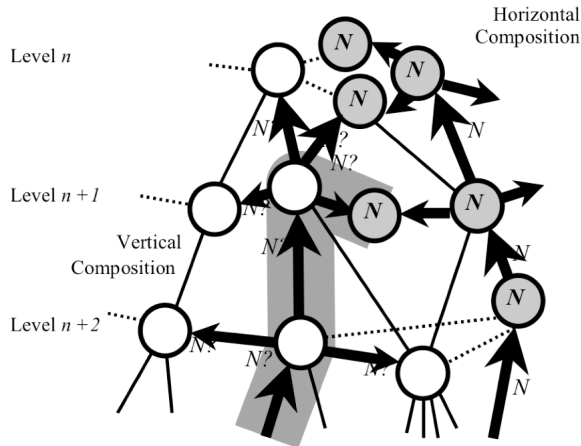 Horizontal
Composition
Level n
N
N
N
N?
?
N?
N
Level n+1
N?
N
N
Vertical
Composition
N?
N
N
Level n+2
N?
N?
N?
N